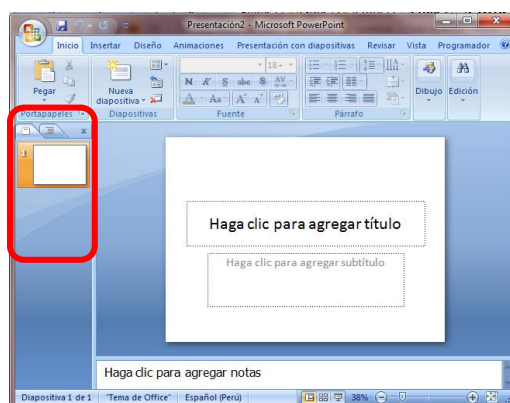 Presentación2 - Microsoft PowerPoint
Inicio Insertar Diseño Animaciones Presentación con diapositivas Revisar Vista Programador
Pegar
Nueva diapositiva
18
N K S abc S AV
A Aa A A
Dibujo Edición
Portapapeles Diapositivas Fuente Párrafo
1
Haga clic para agregar título
Haga clic para agregar subtítulo
Haga clic para agregar notas
Diapositiva 1 de 1 "Tema de Office" Español (Perú) 38%